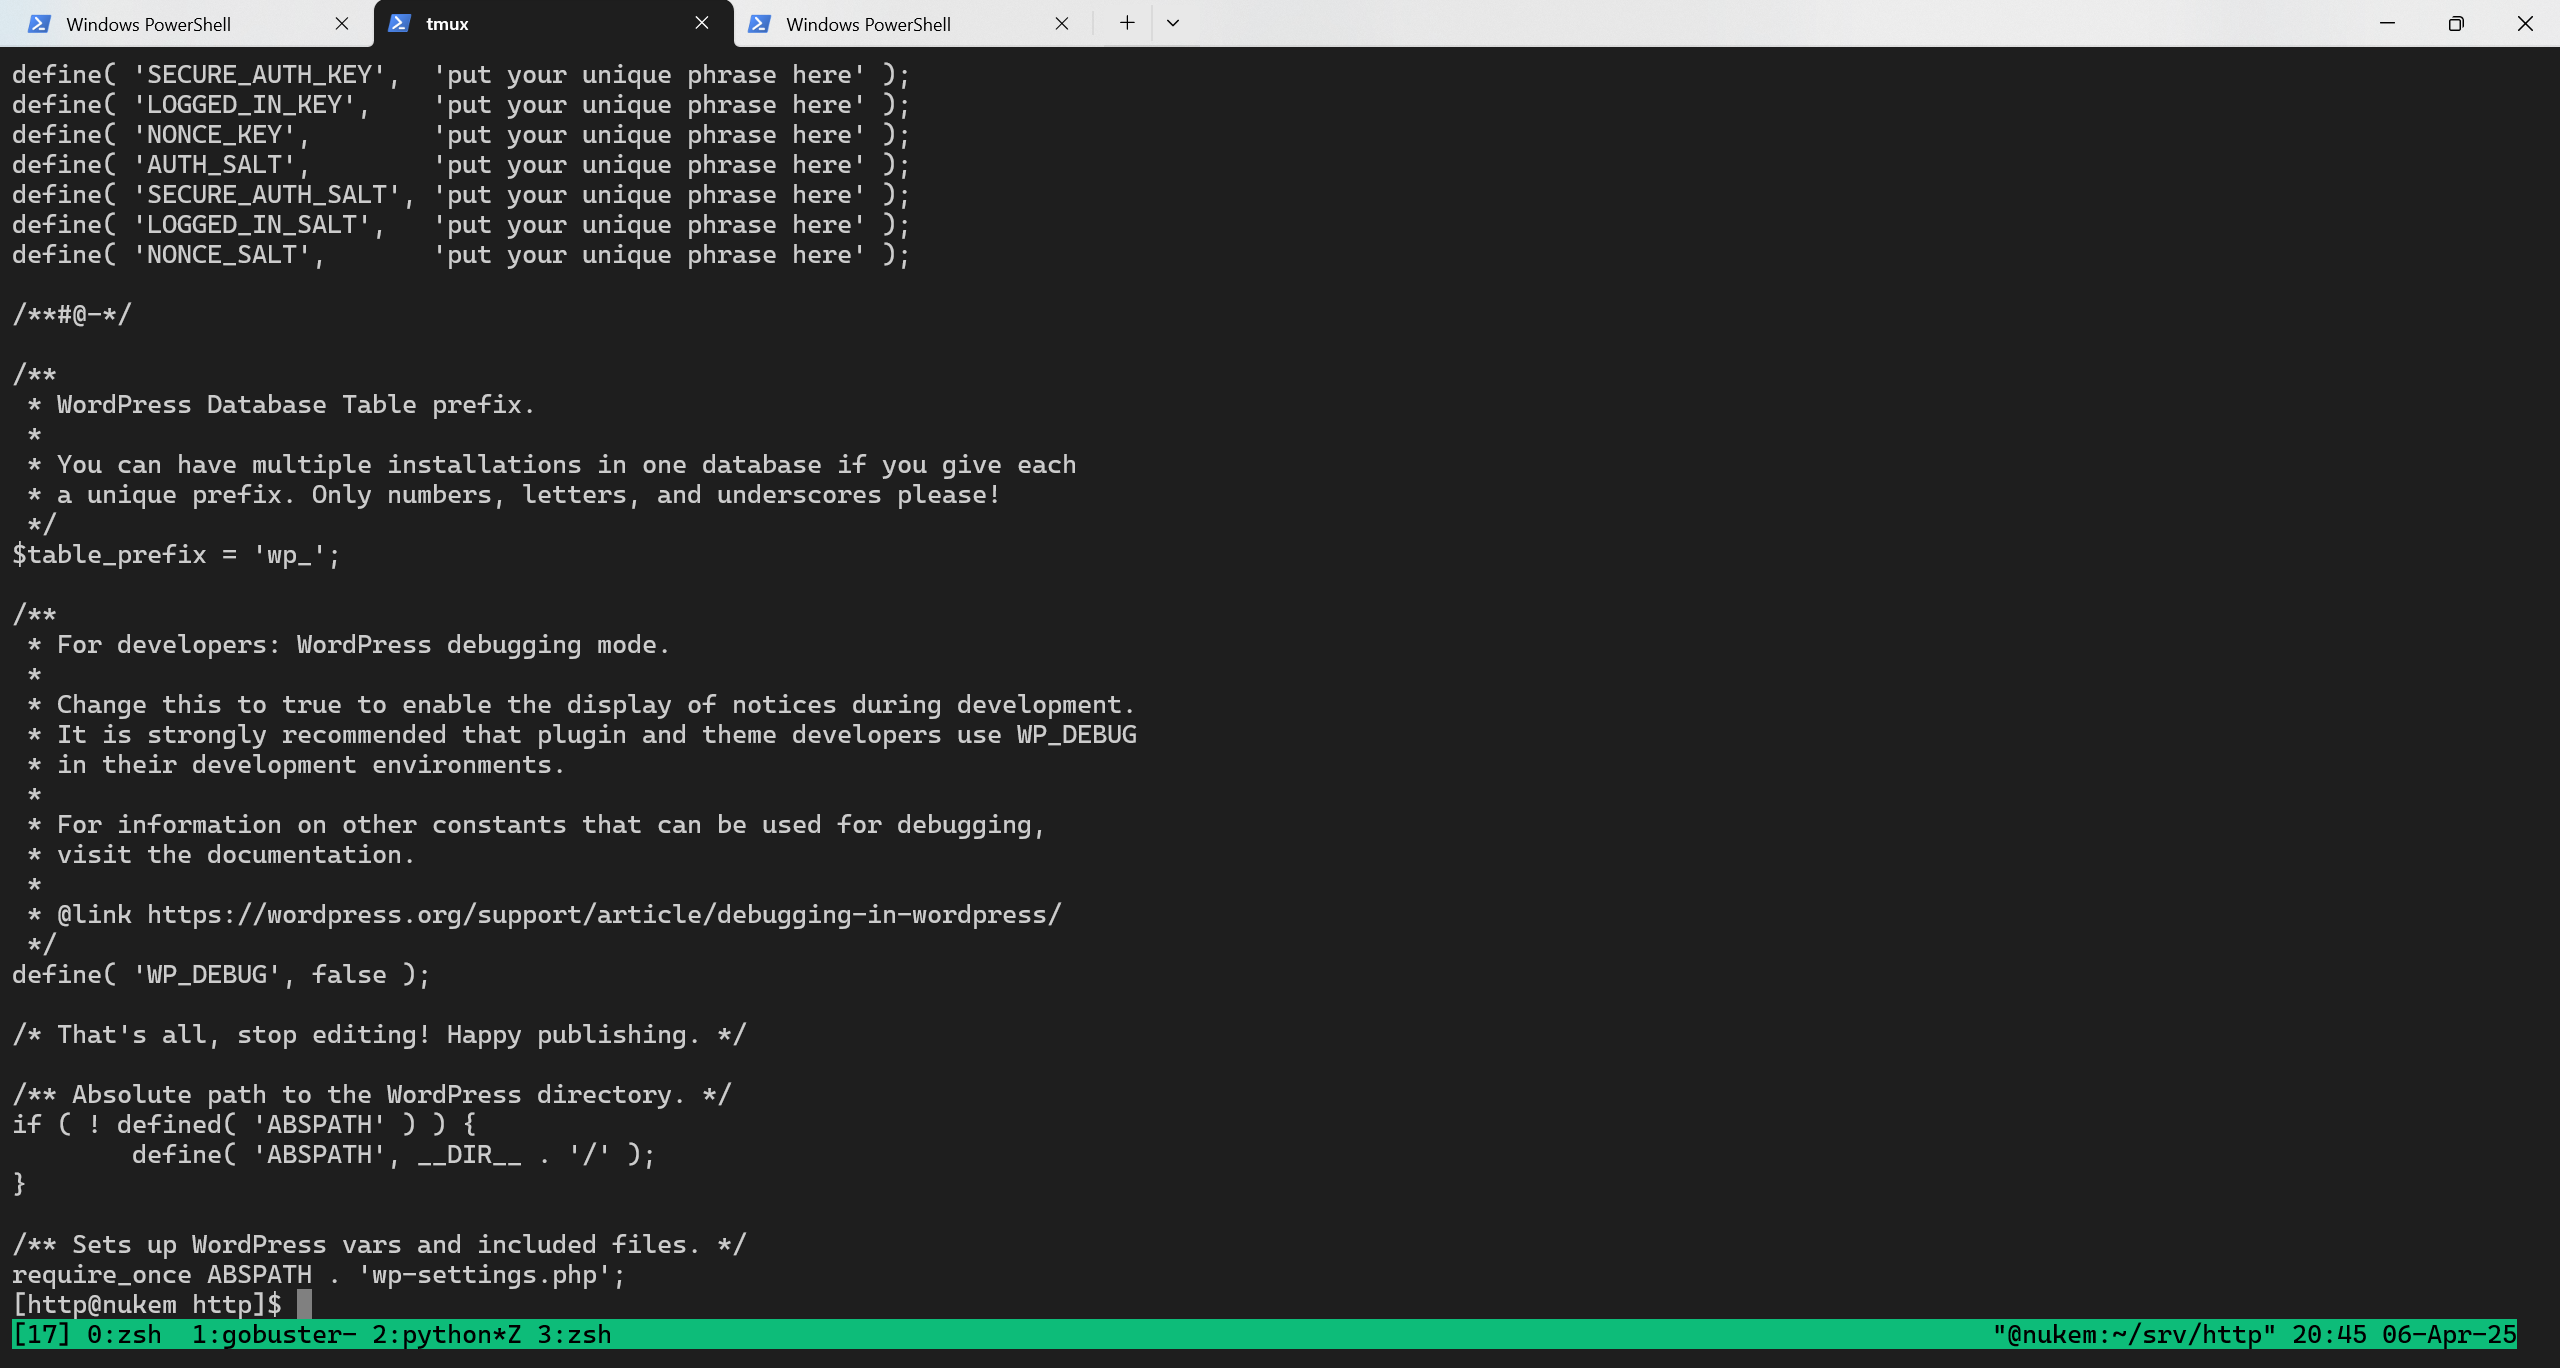 Windows PowerShell
tmux
Windows PowerShell
define( 'SECURE_AUTH_KEY',  'put your unique phrase here' );
define( 'LOGGED_IN_KEY',    'put your unique phrase here' );
define( 'NONCE_KEY',        'put your unique phrase here' );
define( 'AUTH_SALT',        'put your unique phrase here' );
define( 'SECURE_AUTH_SALT', 'put your unique phrase here' );
define( 'LOGGED_IN_SALT',   'put your unique phrase here' );
define( 'NONCE_SALT',       'put your unique phrase here' );
/**#@-*/
/**
 * WordPress Database Table prefix.
 *
 * You can have multiple installations in one database if you give each
 * a unique prefix. Only numbers, letters, and underscores please!
 */
$table_prefix = 'wp_';
/**
 * For developers: WordPress debugging mode.
 *
 * Change this to true to enable the display of notices during development.
 * It is strongly recommended that plugin and theme developers use WP_DEBUG
 * in their development environments.
 *
 * For information on other constants that can be used for debugging,
 * visit the documentation.
 *
 * @link https://wordpress.org/support/article/debugging-in-wordpress/
 */
define( 'WP_DEBUG', false );
/* That's all, stop editing! Happy publishing. */
/** Absolute path to the WordPress directory. */
if ( ! defined( 'ABSPATH' ) ) {
        define( 'ABSPATH', __DIR__ . '/' );
}
/** Sets up WordPress vars and included files. */
require_once ABSPATH . 'wp-settings.php';
[http@nukem http]$
[17] 0:zsh  1:gobuster- 2:python*Z 3:zsh "@nukem:~/srv/http" 20:45 06-Apr-25